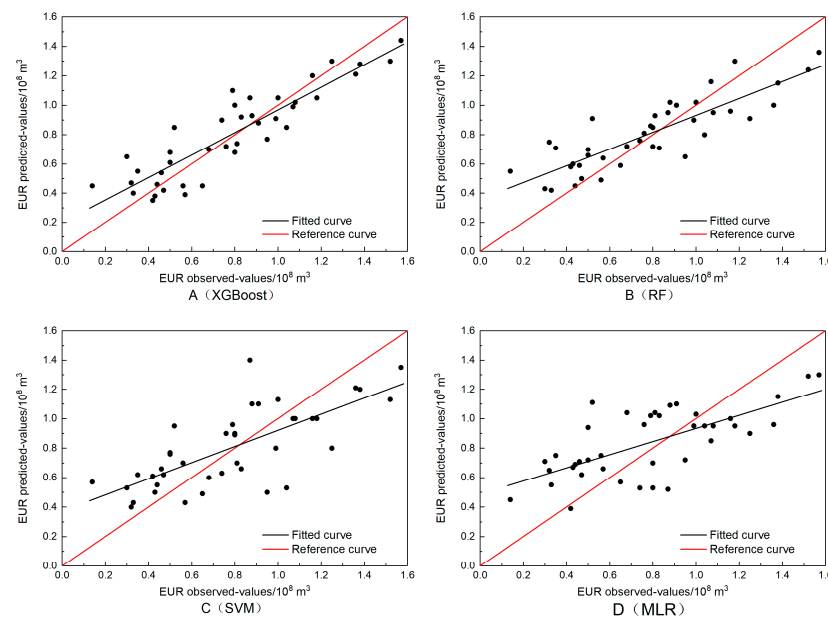 1.6
1.4
1.2
1.0
0.8
0.6
0.4
0.2
0.0
EUR prediced-values/10⁸ m³
Fitted curve
Reference curve
0.0 0.2 0.4 0.6 0.8 1.0 1.2 1.4 1.6
EUR observed-values/10⁸ m³
A（XGBoost）
1.6
1.4
1.2
1.0
0.8
0.6
0.4
0.2
0.0
EUR prediced-values/10⁸ m³
Fitted curve
Reference curve
0.0 0.2 0.4 0.6 0.8 1.0 1.2 1.4 1.6
EUR observed-values/10⁸ m³
B（RF）
1.6
1.4
1.2
1.0
0.8
0.6
0.4
0.2
0.0
EUR predicted-values/10⁸ m³
Fitted curve
Reference curve
0.0 0.2 0.4 0.6 0.8 1.0 1.2 1.4 1.6
EUR observed-values/10⁸ m³
C（SVM）
1.6
1.4
1.2
1.0
0.8
0.6
0.4
0.2
0.0
EUR predicted-values/10⁸ m³
Fitted curve
Reference curve
0.0 0.2 0.4 0.6 0.8 1.0 1.2 1.4 1.6
EUR observed-values/10⁸ m³
D（MLR）